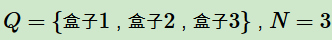 Q = {盒子1 , 盒子2 , 盒子3} , N = 3